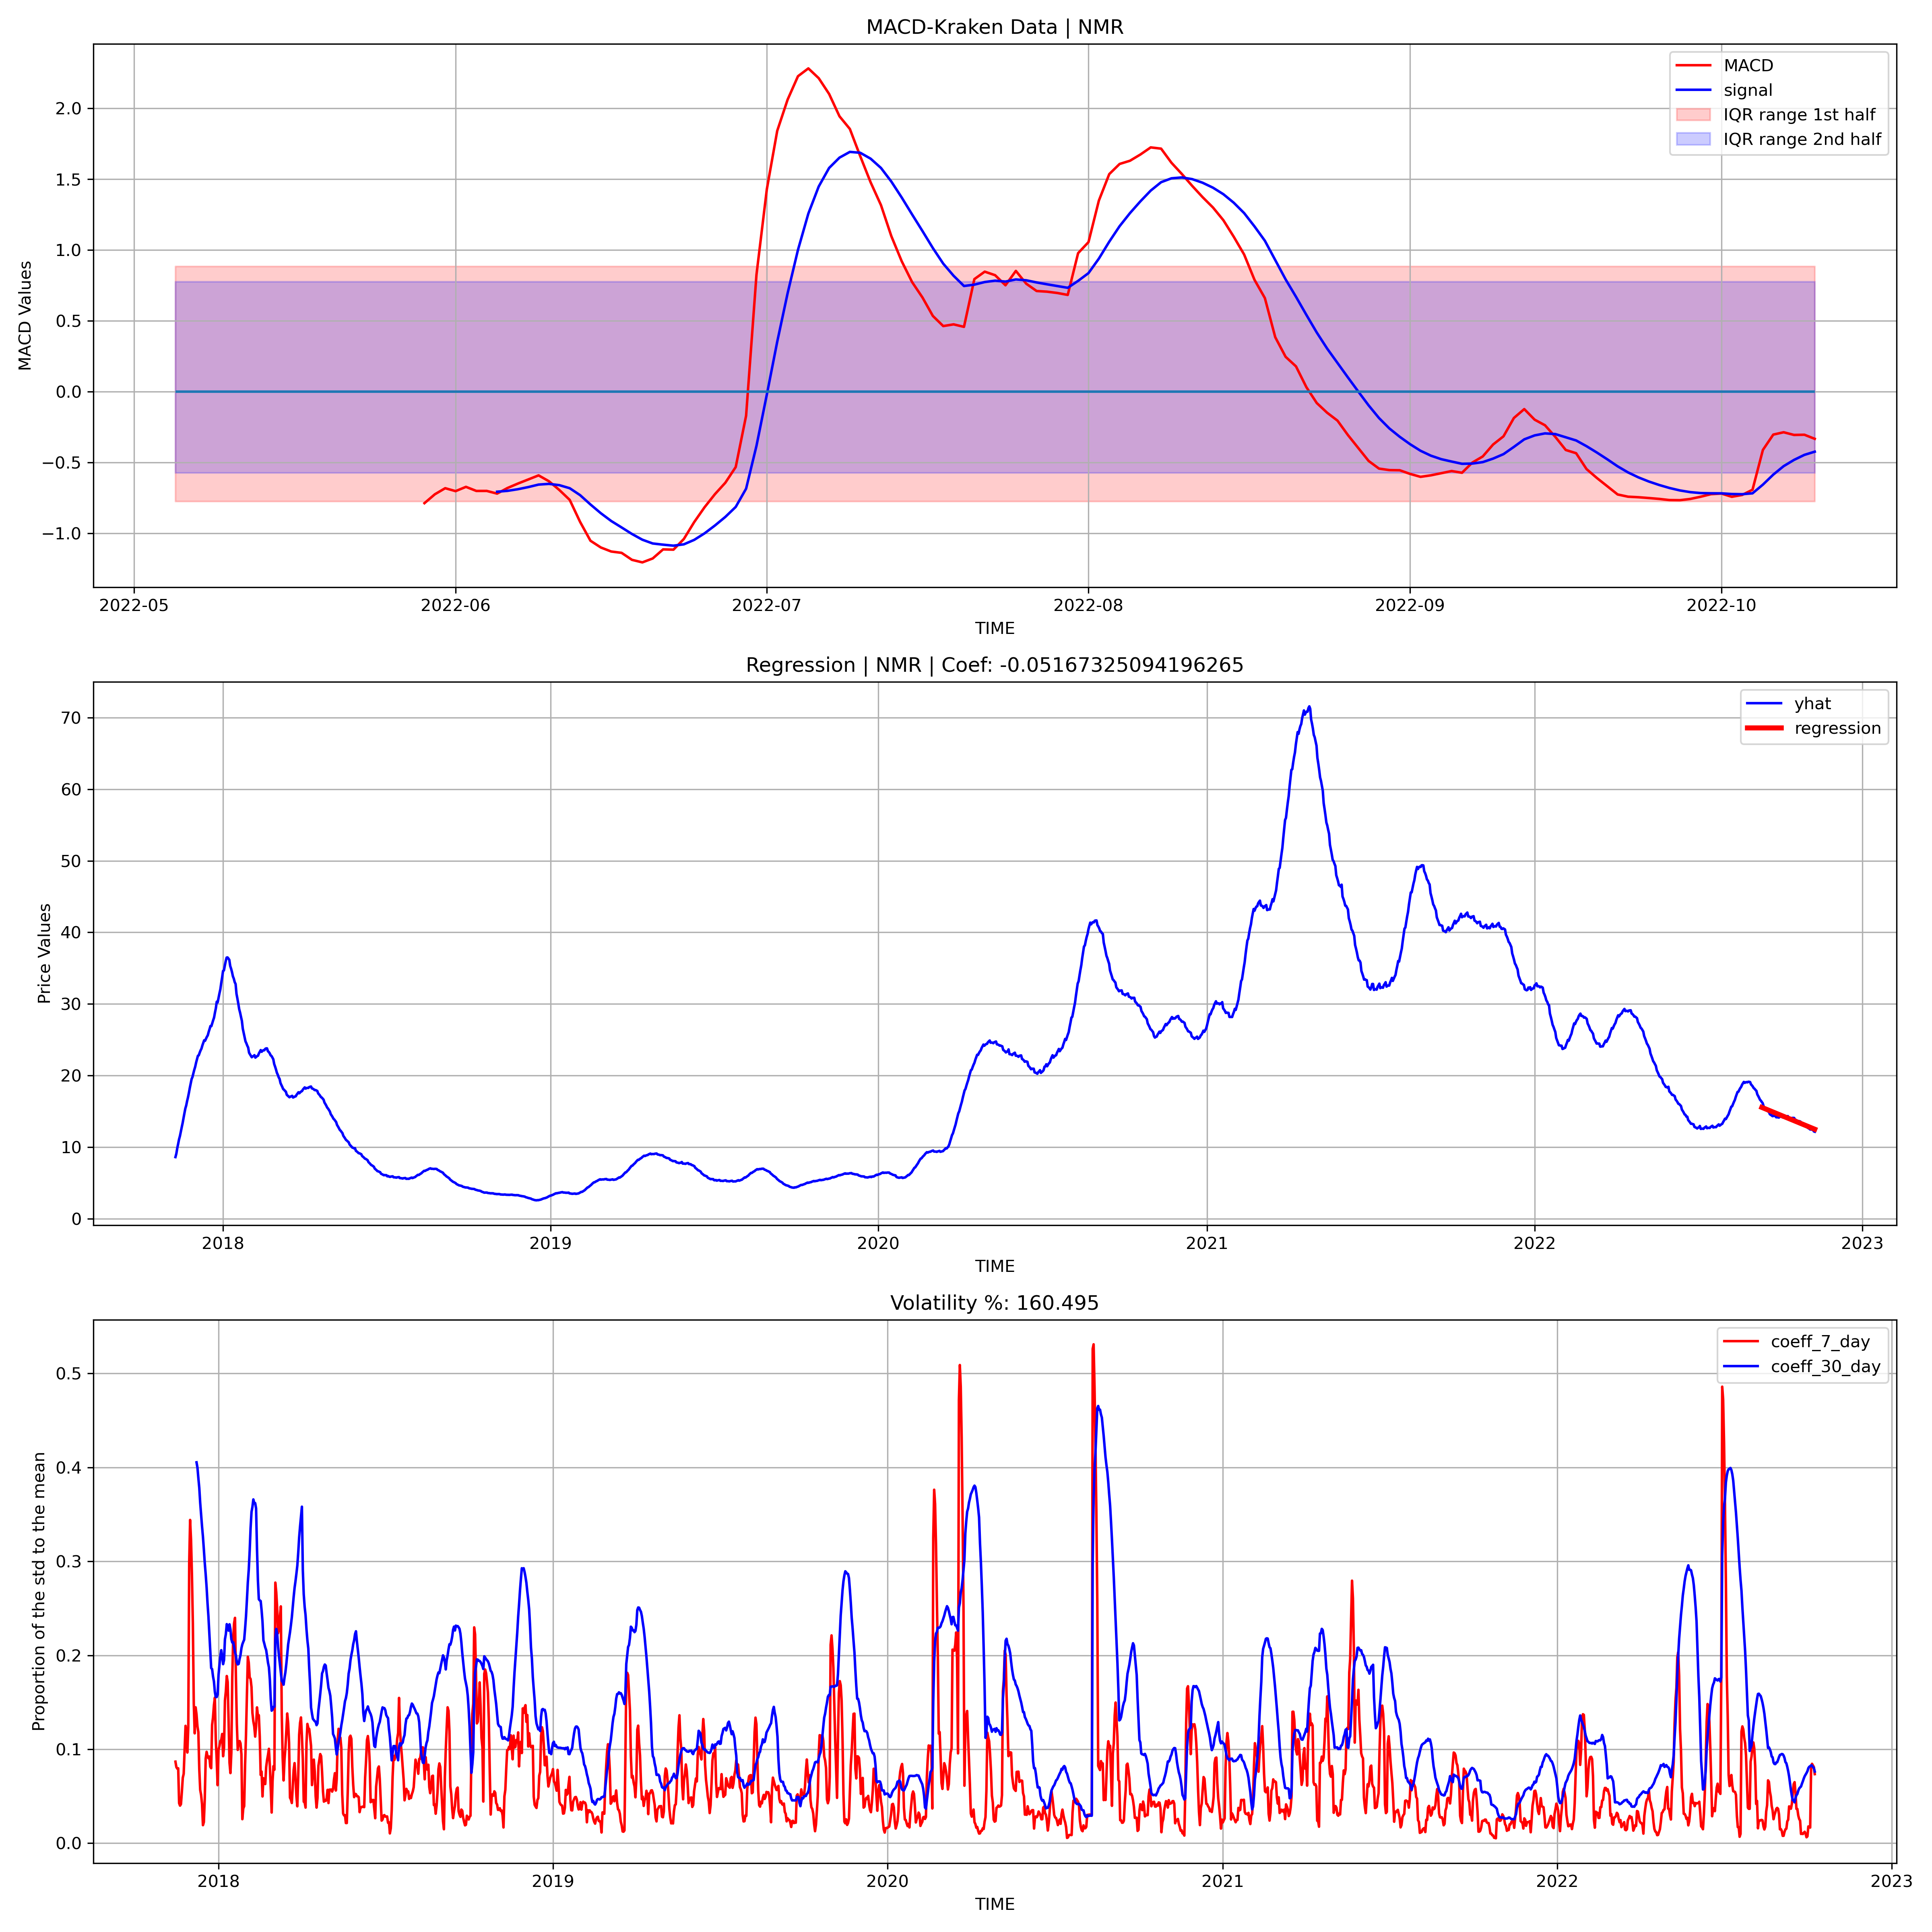 MACD-Kraken Data | NMR
MACD
signal
IQR range 1st half
IQR range 2nd half
MACD Values
2.0
1.5
1.0
0.5
0.0
−0.5
−1.0
2022-05 2022-06 2022-07 2022-08 2022-09 2022-10
TIME
Regression | NMR | Coef: -0.05167325094196265
yhat
regression
Price Values
70
60
50
40
30
20
10
0
2018 2019 2020 2021 2022 2023
TIME
Volatility %: 160.495
coeff_7_day
coeff_30_day
Proportion of the std to the mean
0.5
0.4
0.3
0.2
0.1
0.0
2018 2019 2020 2021 2022 2023
TIME